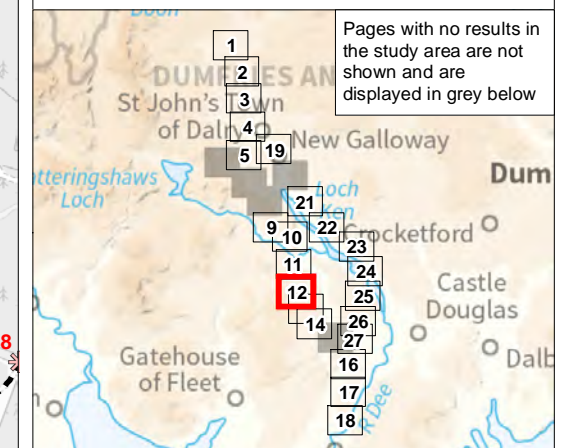 Pages with no results in
the study area are not
shown and are
displayed in grey below
1
2
DUMFRIES AN
3
St John's Town
of Dalry
4
5
19
New Galloway
atteringshaws
Loch
Dum
Loch
Ken
21
9
10
22
Crocketford
23
11
24
12
25
Castle
Douglas
14
26
27
Dalb
8
Gatehouse
of Fleet
16
17
18
R Dee